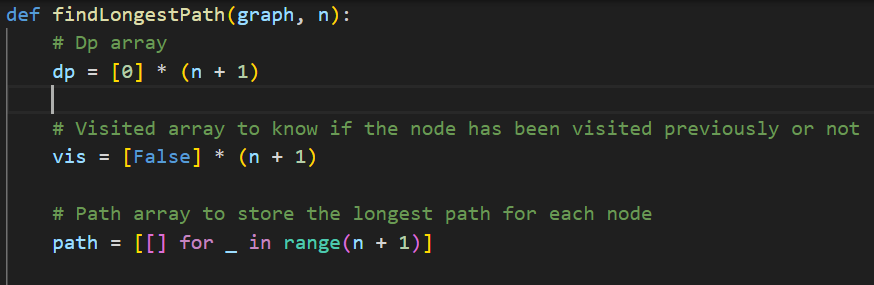 def findLongestPath(graph, n):
    # Dp array
    dp = [0] * (n + 1)
    # Visited array to know if the node has been visited previously or not
    vis = [False] * (n + 1)
    # Path array to store the longest path for each node
    path = [[] for _ in range(n + 1)]